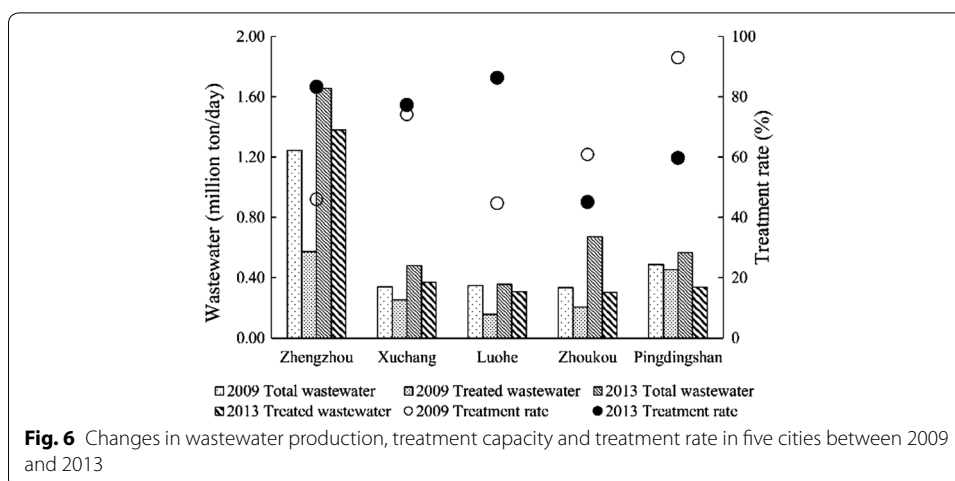 2.00
1.60
1.20
0.80
0.40
0.00
Wastewater (million ton/day)
100
80
60
40
20
0
Treatment rate (%)
Zhengzhou Xuchang Luohe Zhoukou Pingdingshan
2009 Total wastewater 2009 Treated wastewater 2013 Total wastewater
2013 Treated wastewater 2009 Treatment rate 2013 Treatment rate
Fig. 6 Changes in wastewater production, treatment capacity and treatment rate in five cities between 2009
and 2013